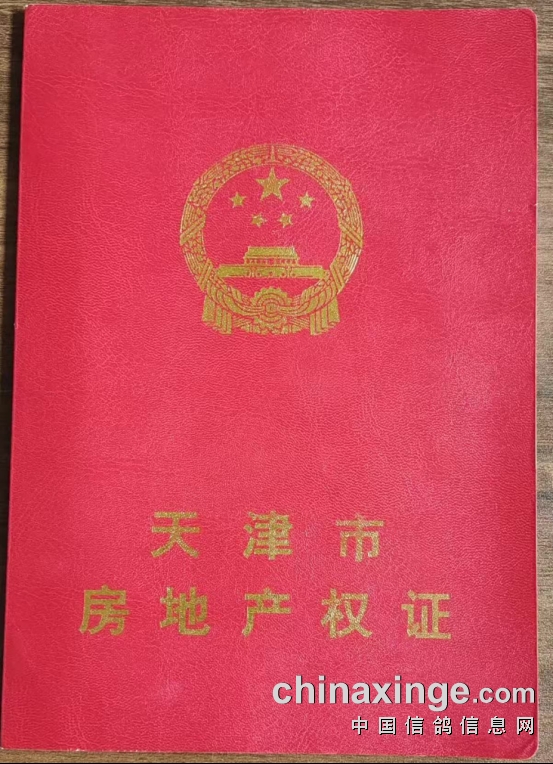 天津市
房地产权证
chinaxinge.com
中国信鸽信息网